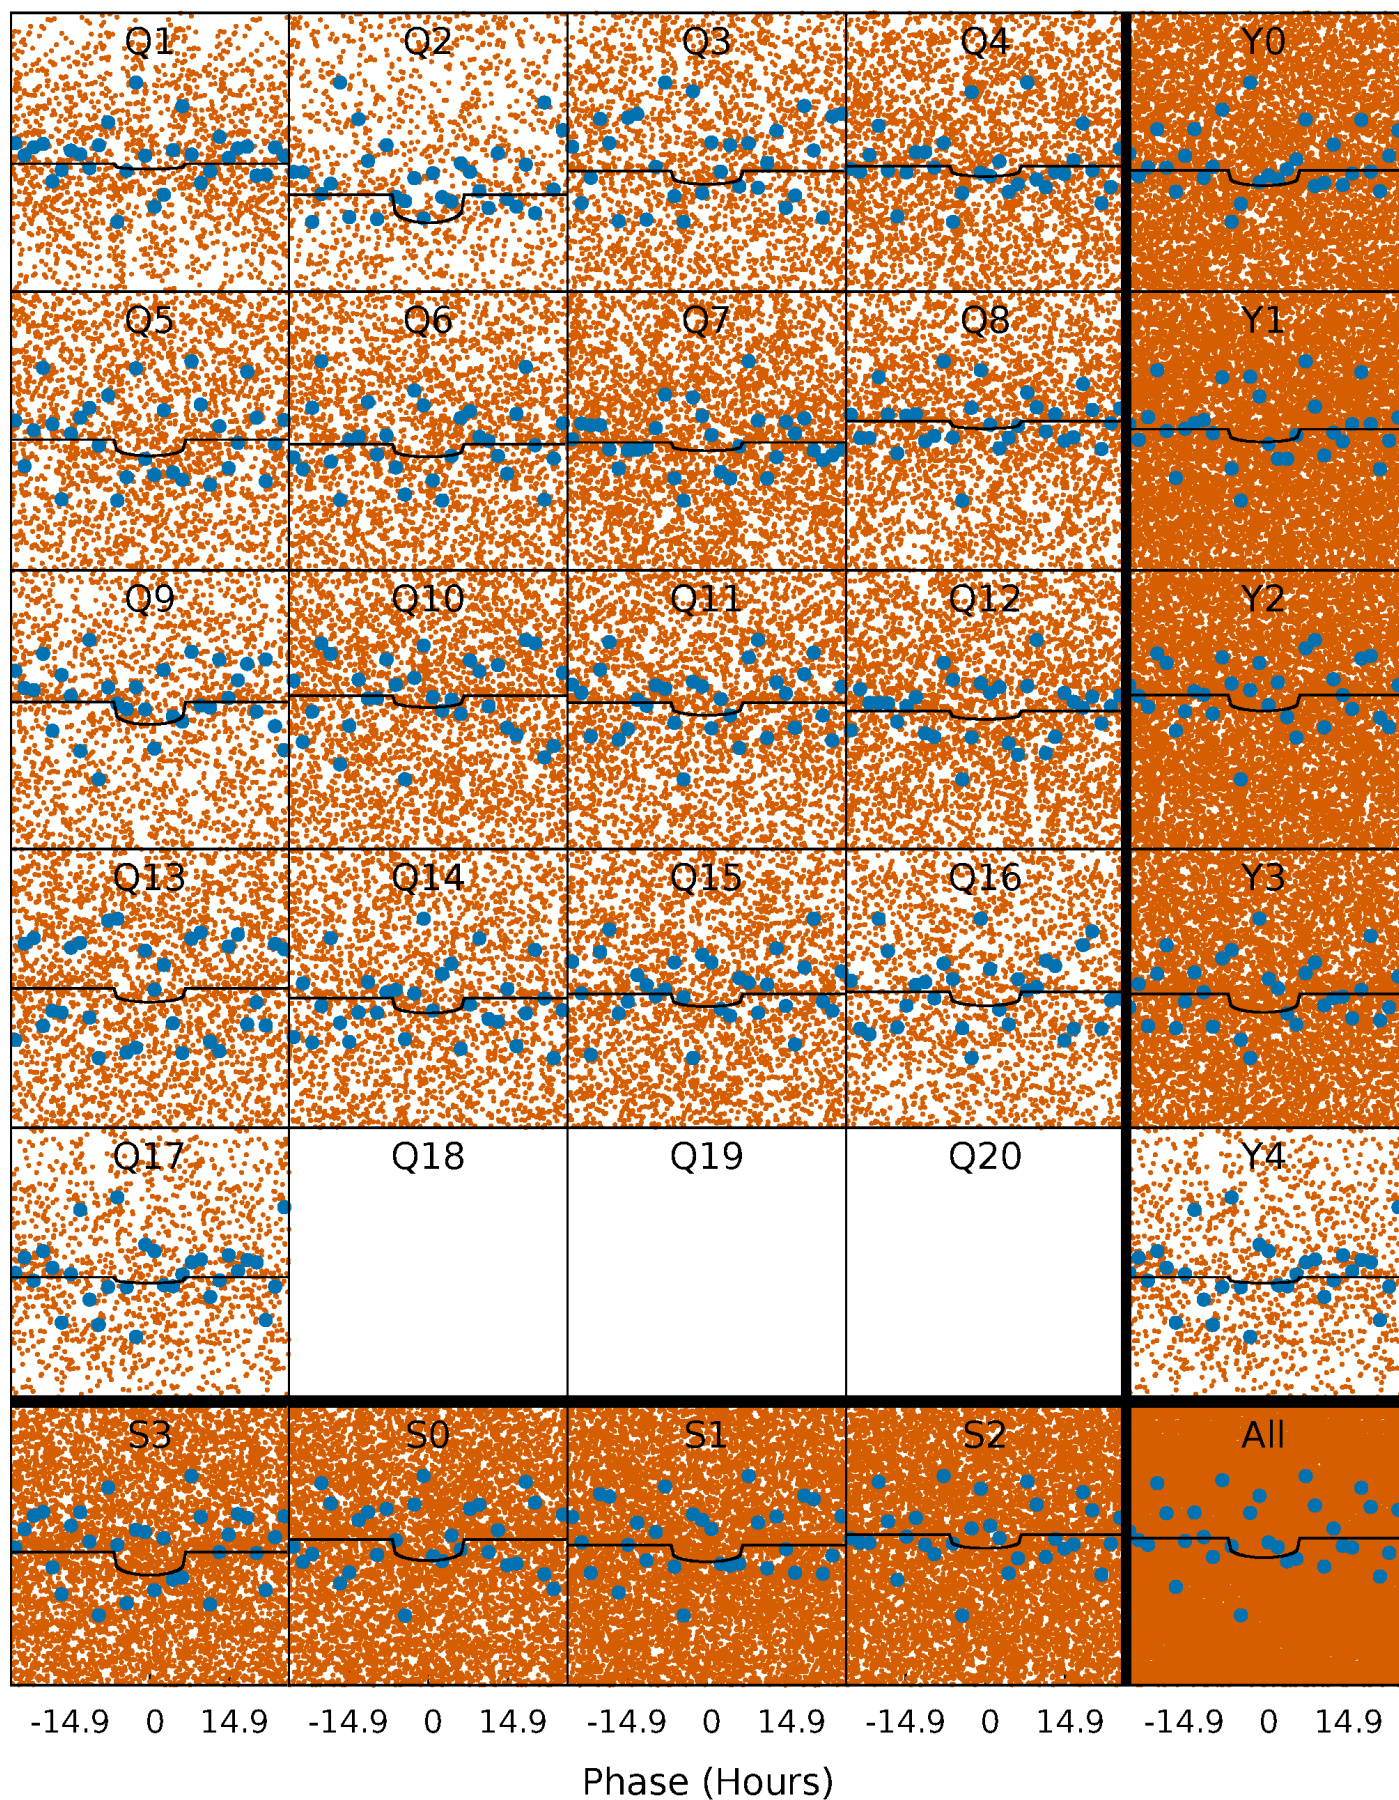 Q1 Q2 Q3 Q4 Y0
Q5 Q6 Q7 Q8 Y1
Q9 Q10 Q11 Q12 Y2
Q13 Q14 Q15 Q16 Y3
Q17 Q18 Q19 Q20 Y4
S3 S0 S1 S2 All
-14.9 0 14.9 -14.9 0 14.9 -14.9 0 14.9 -14.9 0 14.9 -14.9 0 14.9
Phase (Hours)